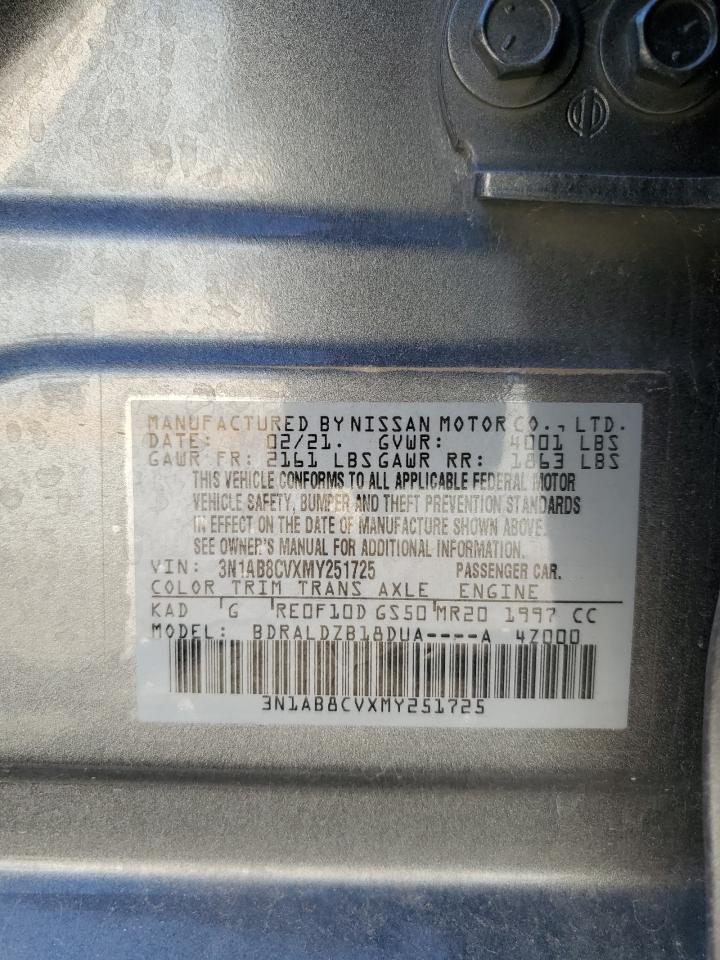 MANUFACTURED BY NISSAN MOTOR CO., LTD.
DATE: 02/21. GVWR: 4001 LBS
GAWR FR: 2161 LBS GAWR RR: 1863 LBS
THIS VEHICLE CONFORMS TO ALL APPLICABLE FEDERAL MOTOR
VEHICLE SAFETY, BUMPER AND THEFT PREVENTION STANDARDS
IN EFFECT ON THE DATE OF MANUFACTURE SHOWN ABOVE.
SEE OWNER'S MANUAL FOR ADDITIONAL INFORMATION.
VIN: 3N1AB8CVXMY251725 PASSENGER CAR.
COLOR TRIM TRANS AXLE ENGINE
KAD G RE0F10D GS50 MR20 1997 CC
MODEL: BDRALDZB18DUA----A 4Z000
3N1AB8CVXMY251725